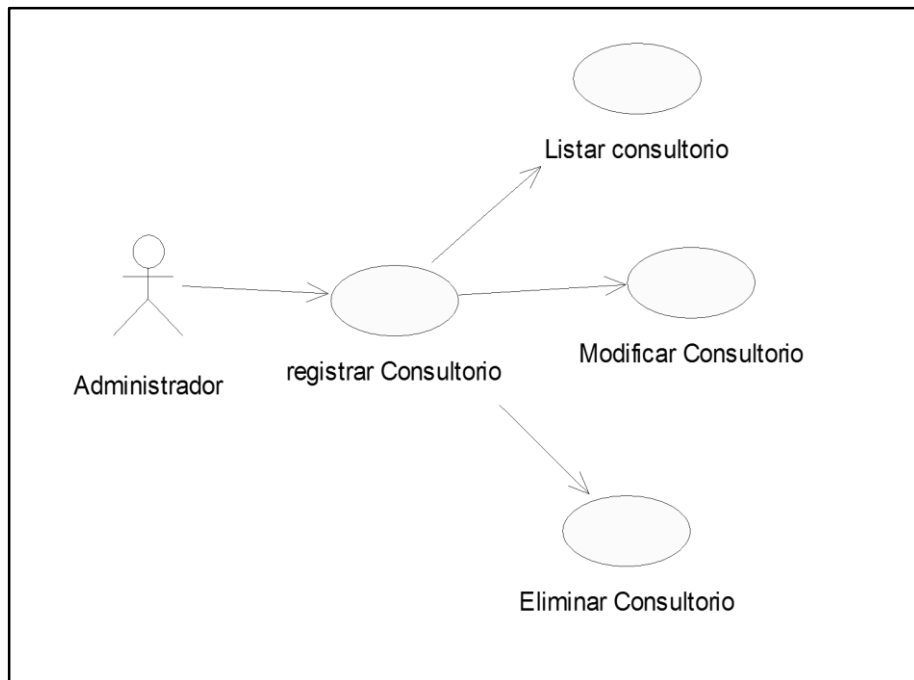 Listar consultorio
Modificar Consultorio
registrar Consultorio
Administrador
Eliminar Consultorio